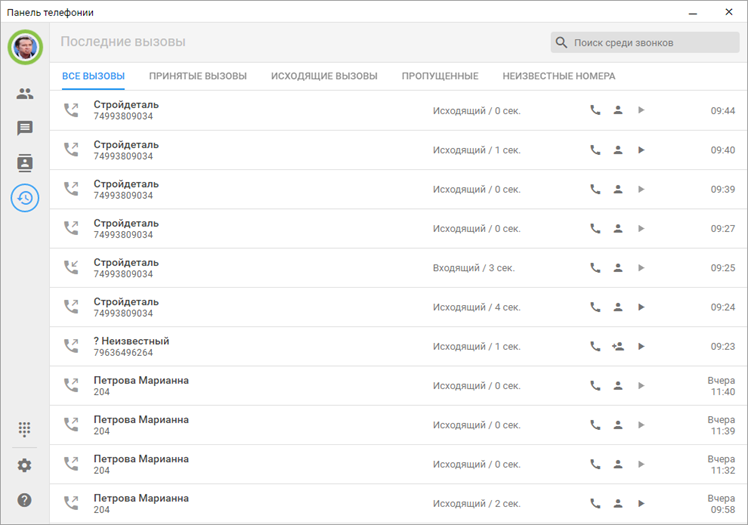 Панель телефонии
Последние вызовы
Поиск среди звонков
ВСЕ ВЫЗОВЫ ПРИНЯТЫЕ ВЫЗОВЫ ИСХОДЯЩИЕ ВЫЗОВЫ ПРОПУЩЕННЫЕ НЕИЗВЕСТНЫЕ НОМЕРА
Стройдеталь
74993809034
Исходящий / 0 сек.
09:44
Стройдеталь
74993809034
Исходящий / 1 сек.
09:40
Стройдеталь
74993809034
Исходящий / 0 сек.
09:39
Стройдеталь
74993809034
Исходящий / 0 сек.
09:27
Стройдеталь
74993809034
Входящий / 3 сек.
09:25
Стройдеталь
74993809034
Исходящий / 4 сек.
09:24
? Неизвестный
79636496264
Исходящий / 1 сек.
09:23
Петрова Марианна
204
Исходящий / 0 сек.
Вчера
11:40
Петрова Марианна
204
Исходящий / 0 сек.
Вчера
11:39
Петрова Марианна
204
Исходящий / 0 сек.
Вчера
11:32
Петрова Марианна
204
Исходящий / 2 сек.
Вчера
09:58